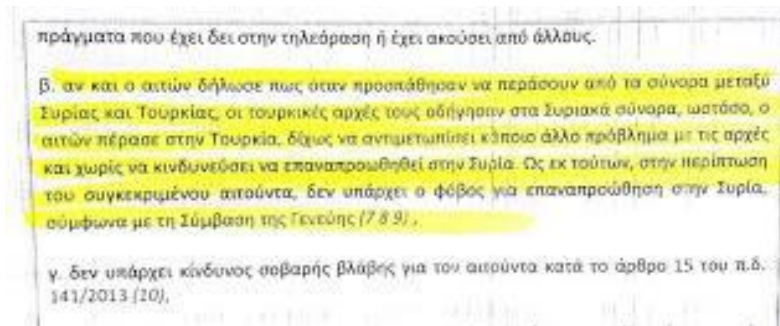 πράγματα που έχει δει στην τηλεόραση ή έχει ακούσει από άλλους.
β. αν και ο αιτών δήλωσε πως όταν προσπάθησαν να περάσουν από τα σύνορα μεταξύ
Συρίας και Τουρκίας, οι τουρκικές αρχές τους οδήγησαν στα Συριακά σύνορα, ωστόσο, ο
αιτών πέρασε στην Τουρκία, δίχως να αντιμετωπίσει κάποιο άλλο πρόβλημα με τις αρχές
και χωρίς να κινδυνεύσει να επαναπροωθηθεί στην Συρία. Ως εκ τούτων, στην περίπτωση
του συγκεκριμένου αιτούντα, δεν υπάρχει ο φόβος για επαναπροώθηση στην Συρία,
σύμφωνα με τη Σύμβαση της Γενεύης (7 8 9) ,
γ. δεν υπάρχει κίνδυνος σοβαρής βλάβης για τον αιτούντα κατά το άρθρο 15 του π.δ.
141/2013 (10),